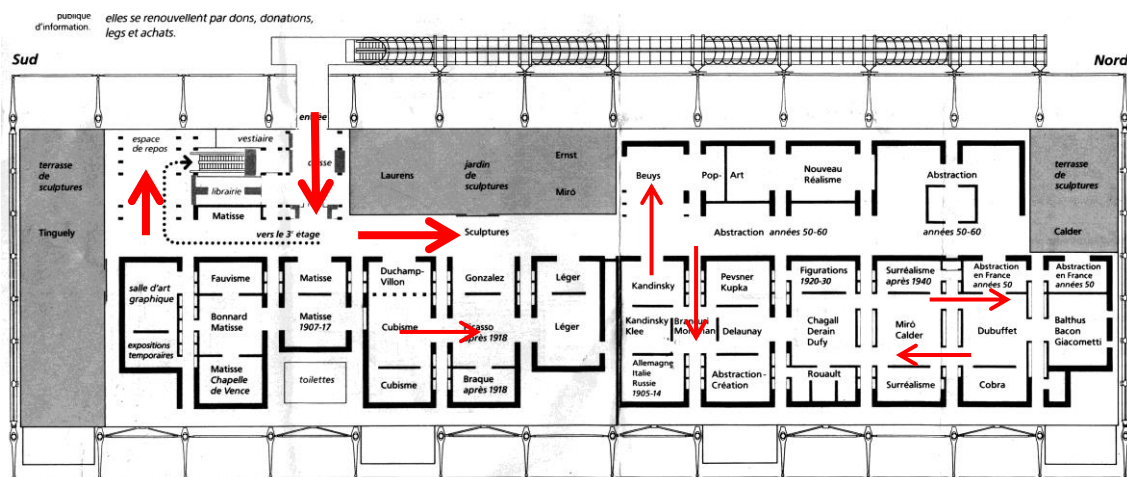 publique
d'information.
elles se renouvellent par dons, donations,
legs et achats.
Sud
Nord
entrée
espace
de repos
vestiaire
librairie
Matisse
vers le 3e étage
terrasse
de
sculptures
Tinguely
Laurens
jardin
de
sculptures
Ernst
Miró
Sculptures
Beuys
Pop-
Art
Nouveau
Réalisme
Abstraction
Abstraction années 50-60
années 50-60
terrasse
de
sculptures
Calder
salle d'art
graphique
expositions
temporaires
Fauvisme
Bonnard
Matisse
Matisse
Chapelle
de Vence
Matisse
Matisse
1907-17
toilettes
Duchamp-
Villon
Cubisme
Cubisme
Gonzalez
Picasso
après 1918
Braque
après 1918
Léger
Léger
Kandinsky
Kandinsky
Klee
Allemagne
Italie
Russie
1905-14
Pevsner
Kupka
Delaunay
Abstraction-
Création
Figurations
1920-30
Chagall
Derain
Dufy
Rouault
Surréalisme
après 1940
Miró
Calder
Surréalisme
Abstraction
en France
années 50
Dubuffet
Cobra
Abstraction
en France
années 50
Balthus
Bacon
Giacometti